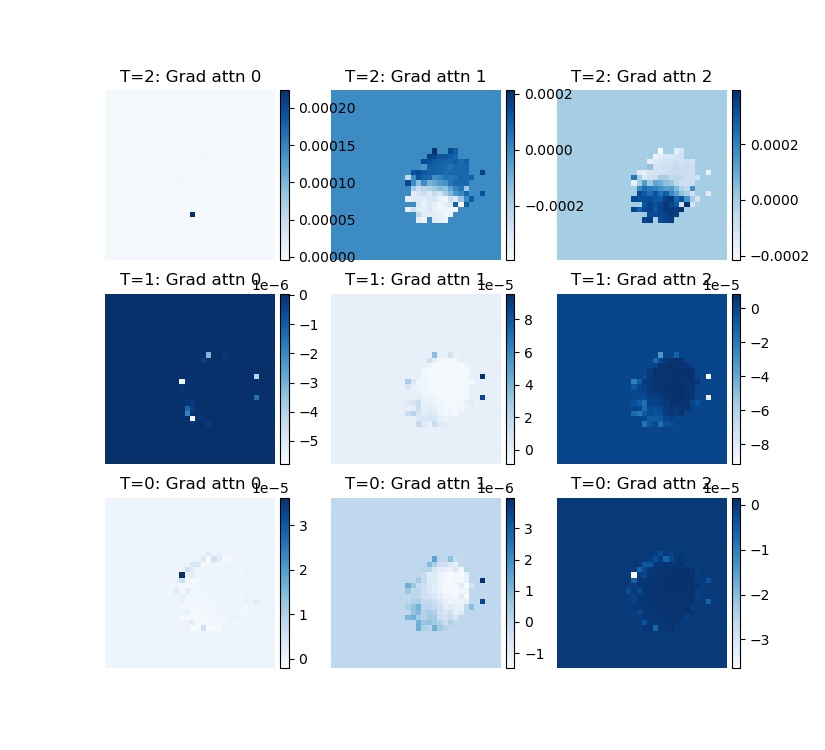 T=2: Grad attn 0
0.00020
0.00015
0.00010
0.00005
0.00000
T=2: Grad attn 1
0.0002
0.0000
−0.0002
T=2: Grad attn 2
0.0002
0.0000
−0.0002
T=1: Grad attn 0
1e−6
0
−1
−2
−3
−4
−5
T=1: Grad attn 1
1e−5
8
6
4
2
0
T=1: Grad attn 2
1e−5
0
−2
−4
−6
−8
T=0: Grad attn 0
1e−5
3
2
1
0
T=0: Grad attn 1
1e−6
3
2
1
0
−1
T=0: Grad attn 2
1e−5
0
−1
−2
−3